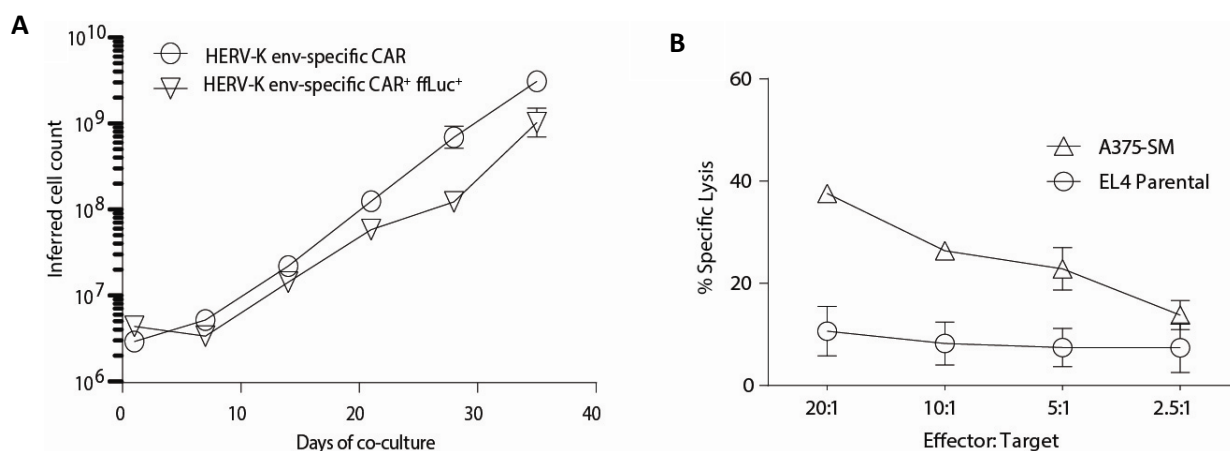 A
10¹⁰
10⁹
10⁸
10⁷
10⁶
Inferred cell count
HERV-K env-specific CAR
HERV-K env-specific CAR⁺ ffLuc⁺
0
10
20
30
40
Days of co-culture
B
60
40
20
0
% Specific Lysis
A375-SM
EL4 Parental
20:1
10:1
5:1
2.5:1
Effector: Target